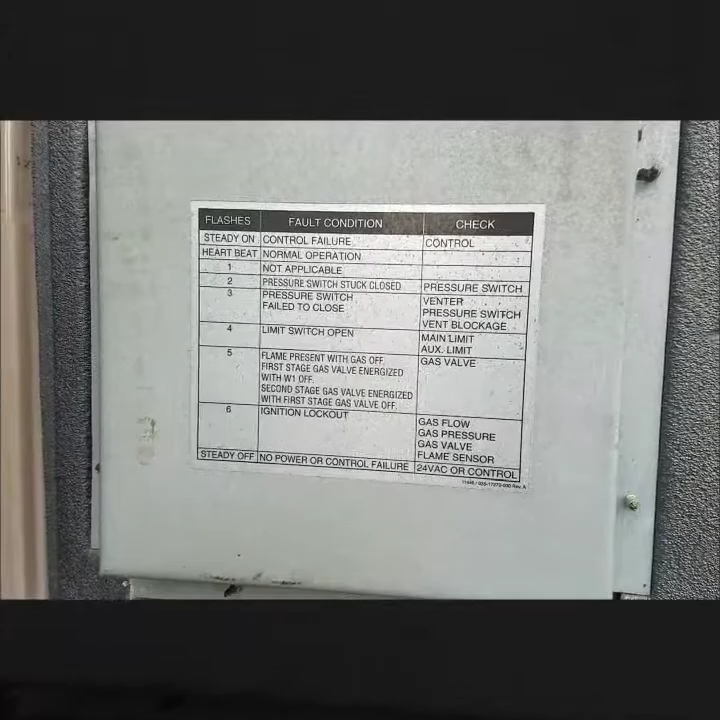 FLASHES FAULT CONDITION CHECK
STEADY ON CONTROL FAILURE CONTROL
HEART BEAT NORMAL OPERATION
1 NOT APPLICABLE
2 PRESSURE SWITCH STUCK CLOSED PRESSURE SWITCH
3 PRESSURE SWITCH VENTER
FAILED TO CLOSE PRESSURE SWITCH
VENT BLOCKAGE
4 LIMIT SWITCH OPEN MAIN LIMIT
AUX. LIMIT
5 FLAME PRESENT WITH GAS OFF. GAS VALVE
FIRST STAGE GAS VALVE ENERGIZED
WITH W1 OFF.
SECOND STAGE GAS VALVE ENERGIZED
WITH FIRST STAGE GAS VALVE OFF.
6 IGNITION LOCKOUT GAS FLOW
GAS PRESSURE
GAS VALVE
FLAME SENSOR
STEADY OFF NO POWER OR CONTROL FAILURE 24VAC OR CONTROL
Rev. A